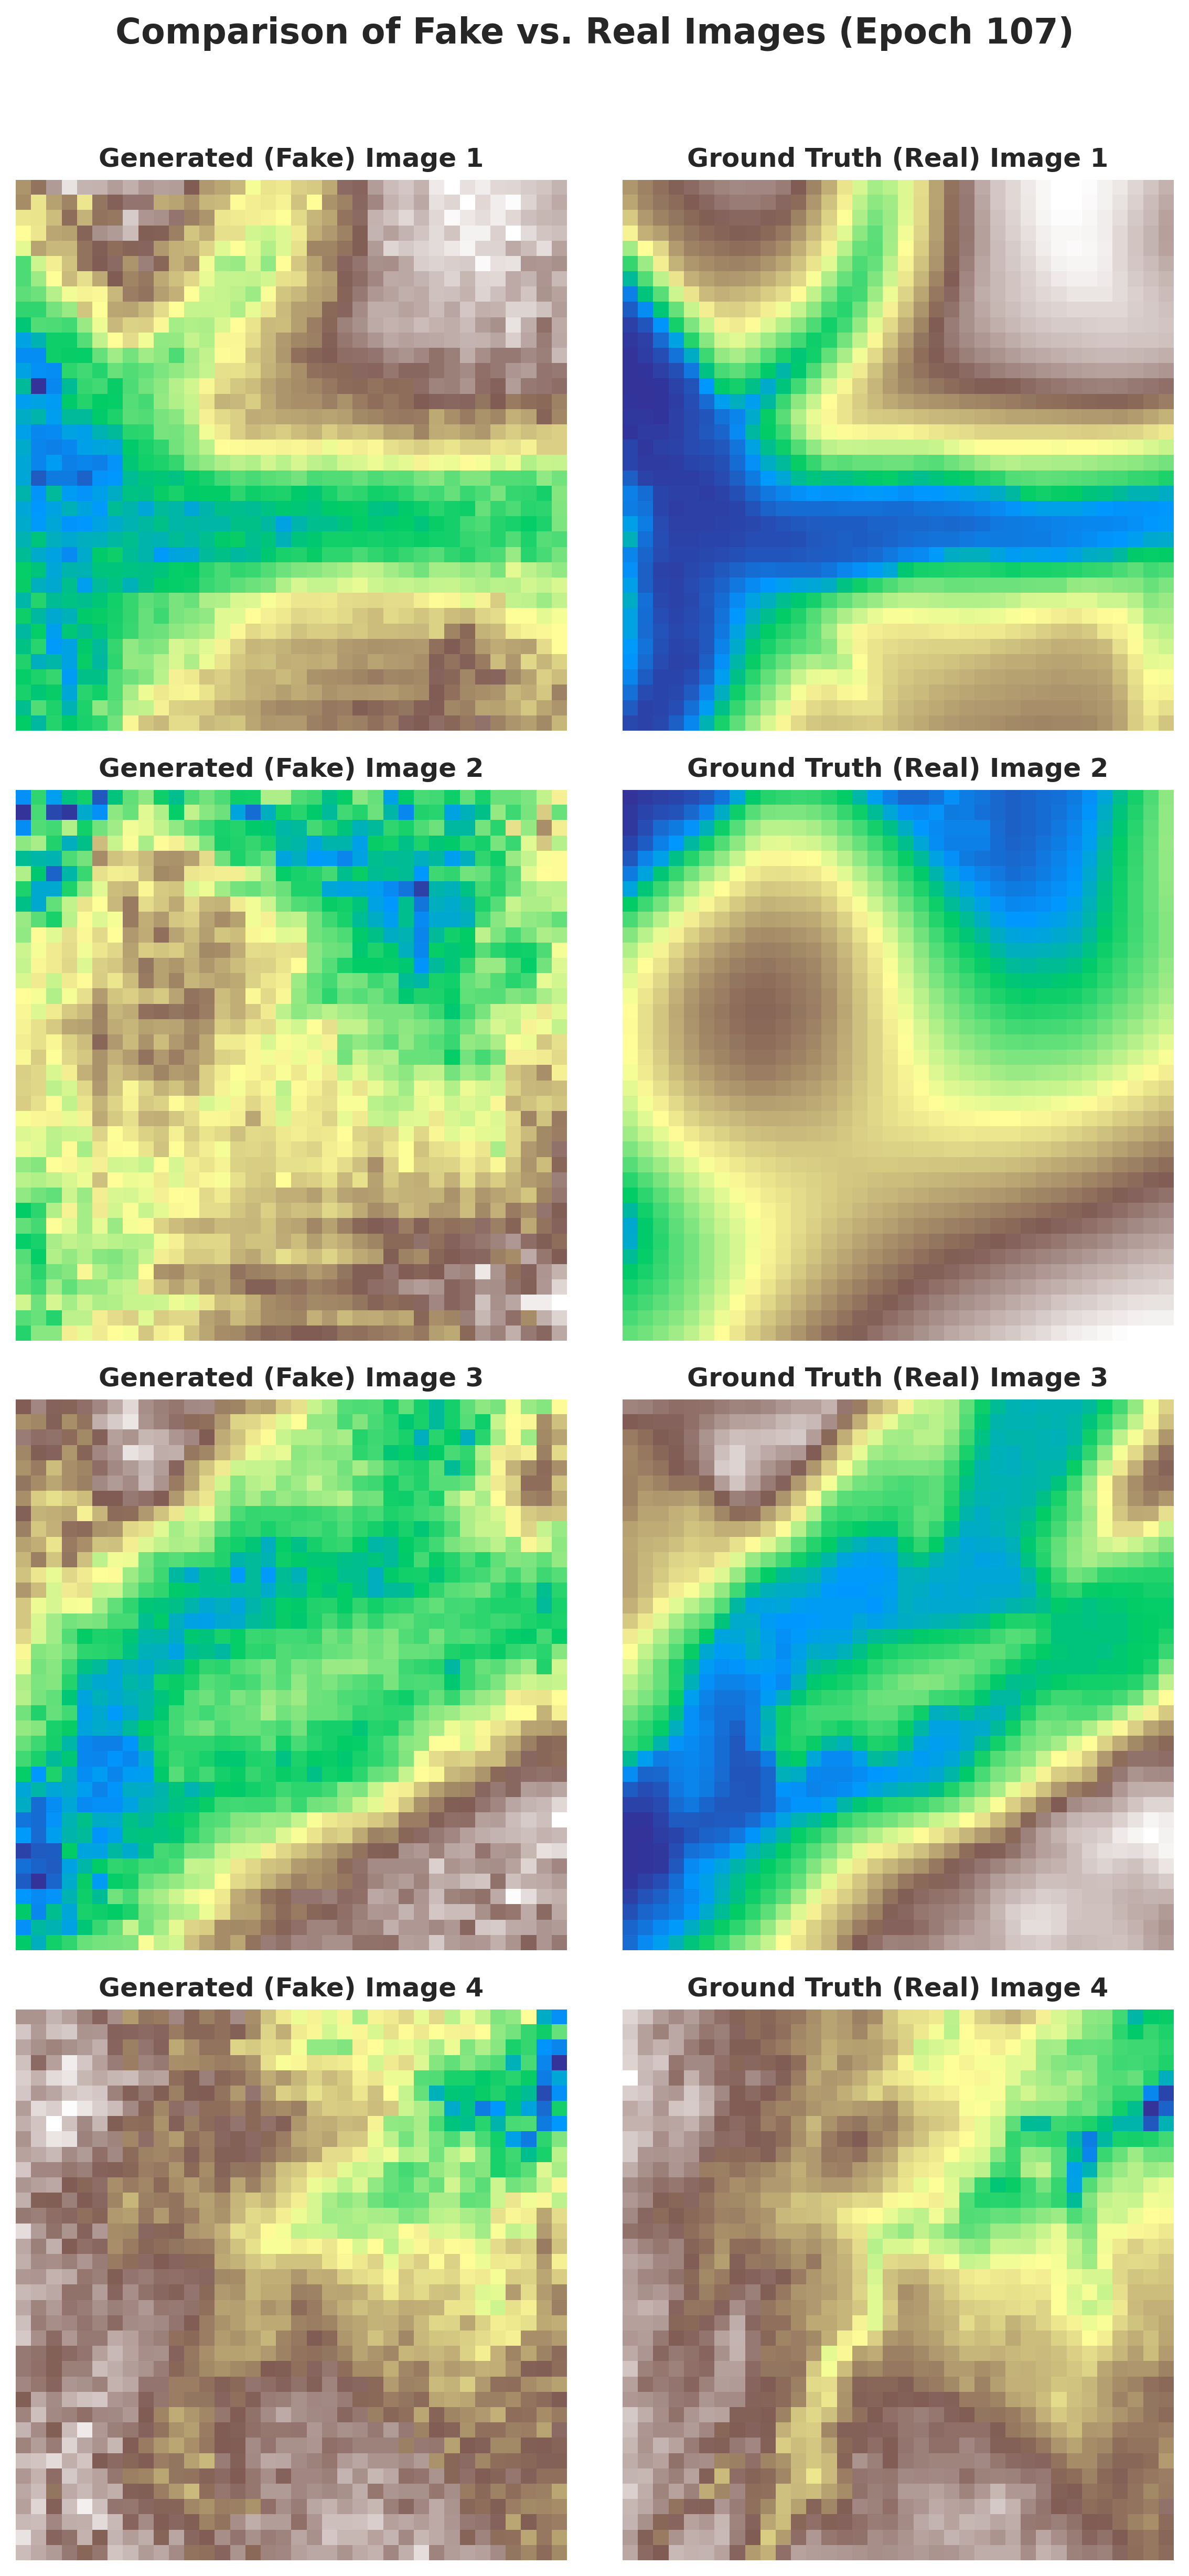 Comparison of Fake vs. Real Images (Epoch 107)
Generated (Fake) Image 1
Ground Truth (Real) Image 1
Generated (Fake) Image 2
Ground Truth (Real) Image 2
Generated (Fake) Image 3
Ground Truth (Real) Image 3
Generated (Fake) Image 4
Ground Truth (Real) Image 4